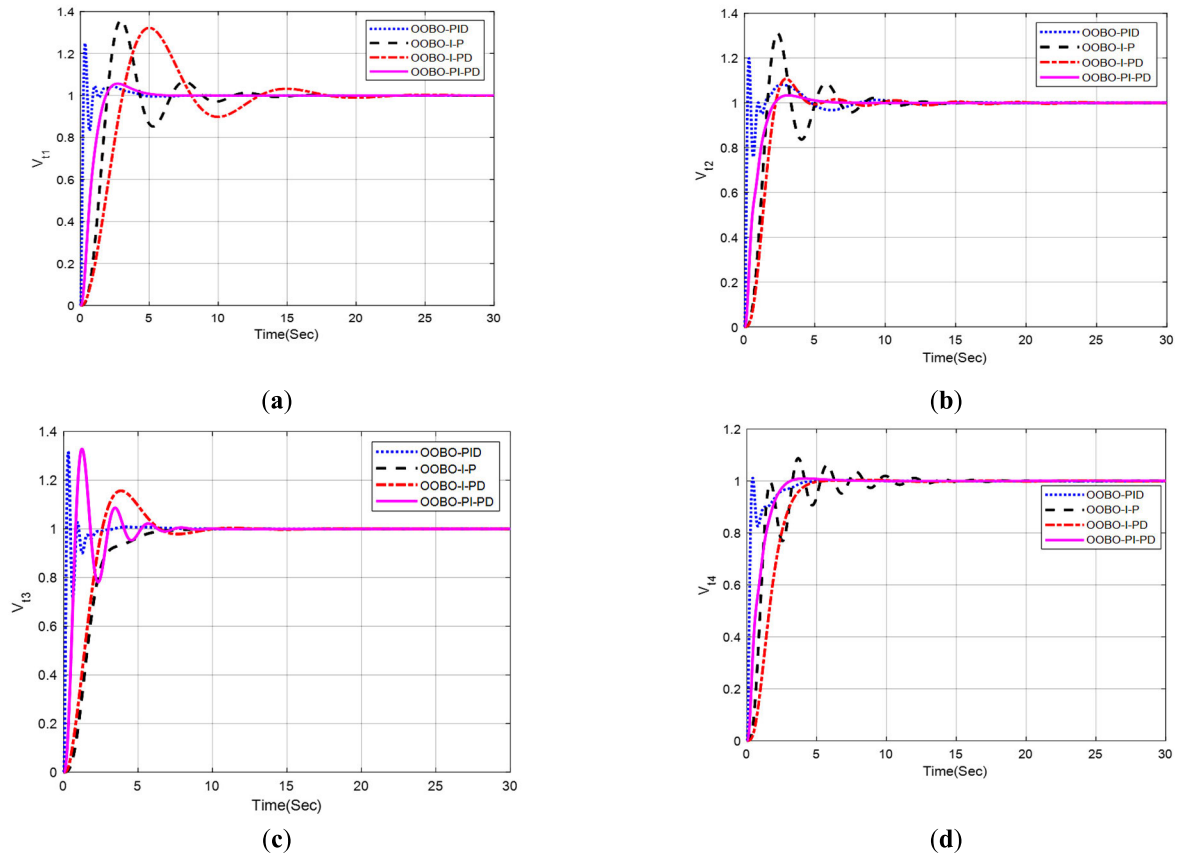 1.4
1.2
1
0.8
0.6
0.4
0.2
0
V_t1
OOBO-PID
OOBO-I-P
OOBO-I-PD
OOBO-PI-PD
0 5 10 15 20 25 30
Time(Sec)
(a)
1.4
1.2
1
0.8
0.6
0.4
0.2
0
V_t2
OOBO-PID
OOBO-I-P
OOBO-I-PD
OOBO-PI-PD
0 5 10 15 20 25 30
Time(Sec)
(b)
1.4
1.2
1
0.8
0.6
0.4
0.2
0
V_t3
OOBO-PID
OOBO-I-P
OOBO-I-PD
OOBO-PI-PD
0 5 10 15 20 25 30
Time(Sec)
(c)
1.2
1
0.8
0.6
0.4
0.2
0
V_t4
OOBO-PID
OOBO-I-P
OOBO-I-PD
OOBO-PI-PD
0 5 10 15 20 25 30
Time(Sec)
(d)